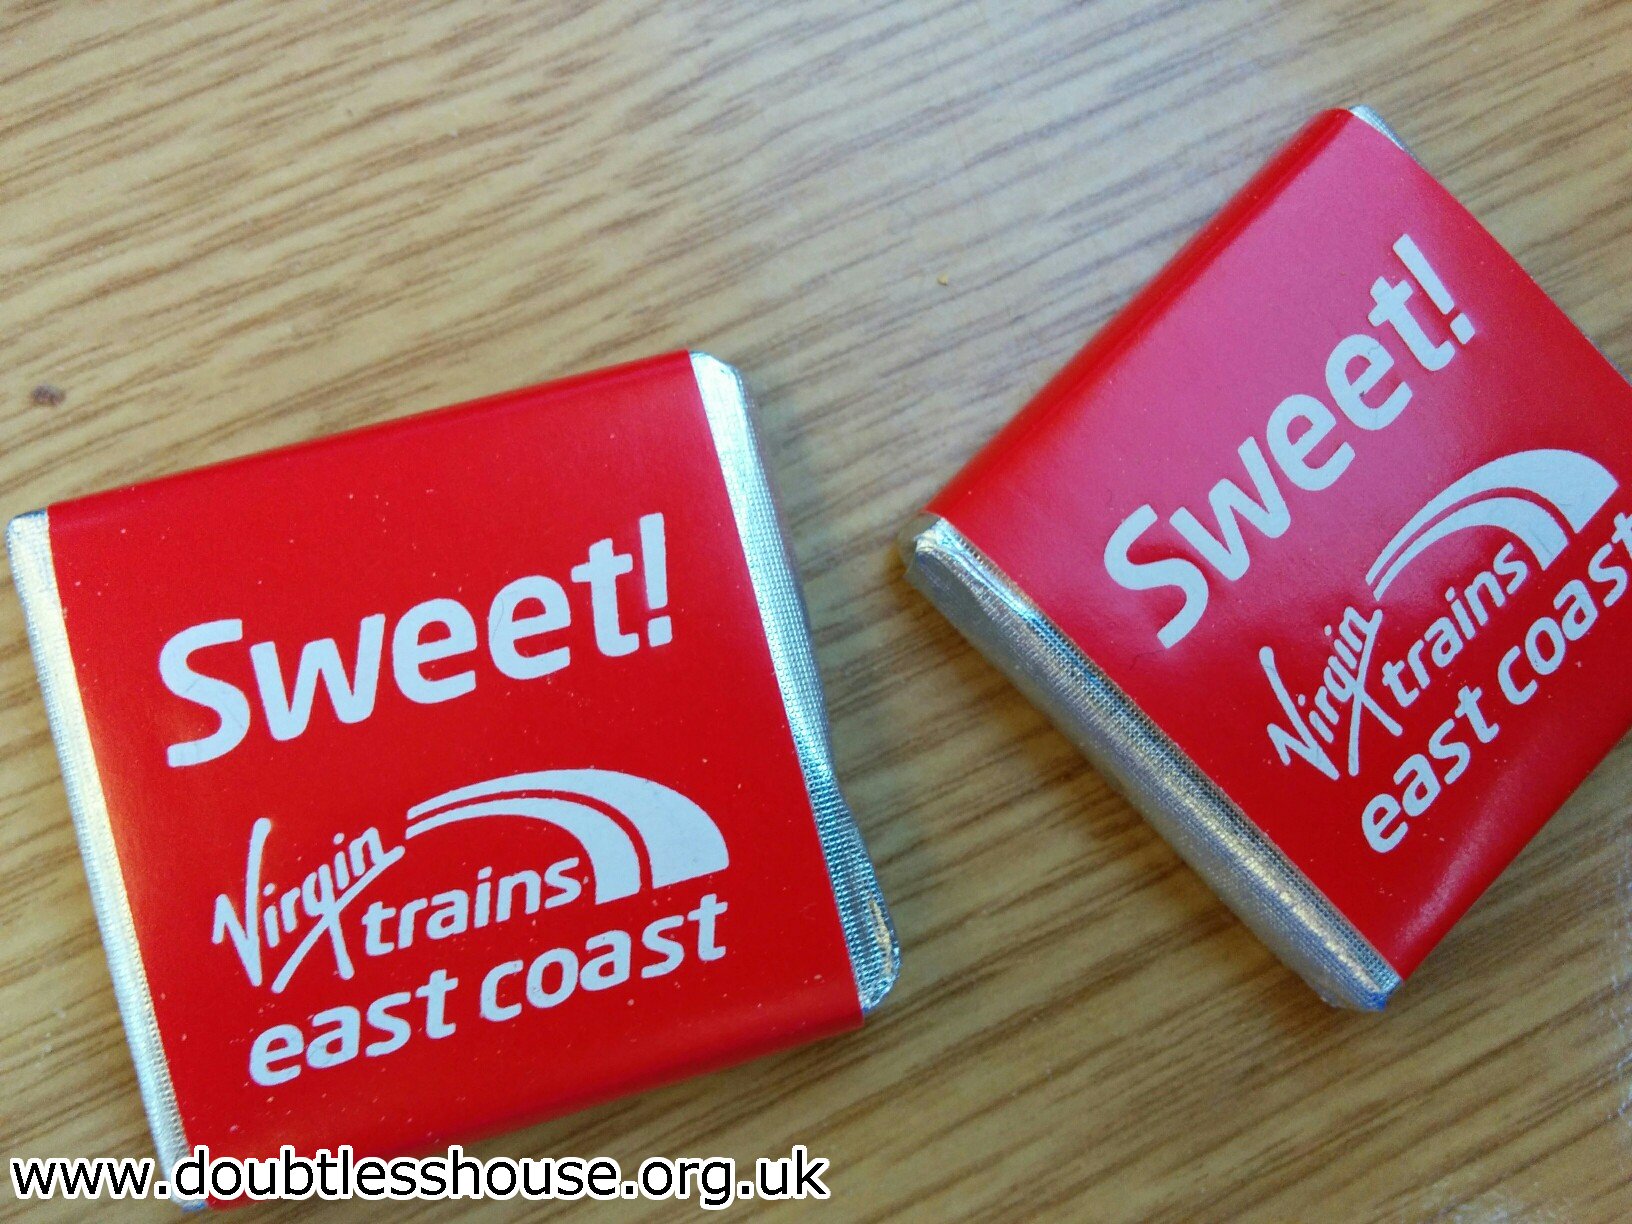 Sweet!
Virgin trains
east coast
Sweet!
Virgin trains
east coast
www.doubtlesshouse.org.uk